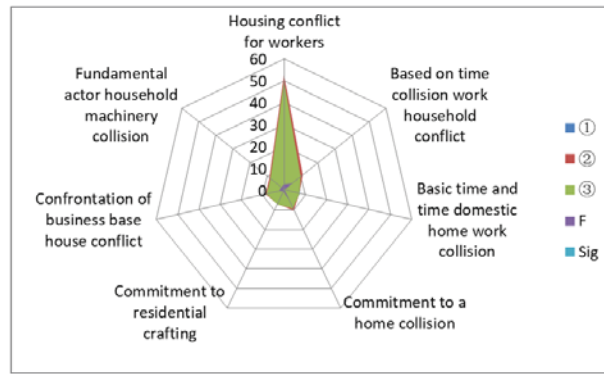 Housing conflict
for workers
60
50
40
30
20
10
0
Based on time
collision work
household
conflict
Basic time and
time domestic
home work
collision
Commitment to a
home collision
Commitment to
residential
crafting
Confrontation of
business base
house conflict
Fundamental
actor household
machinery
collision
①
②
③
F
Sig